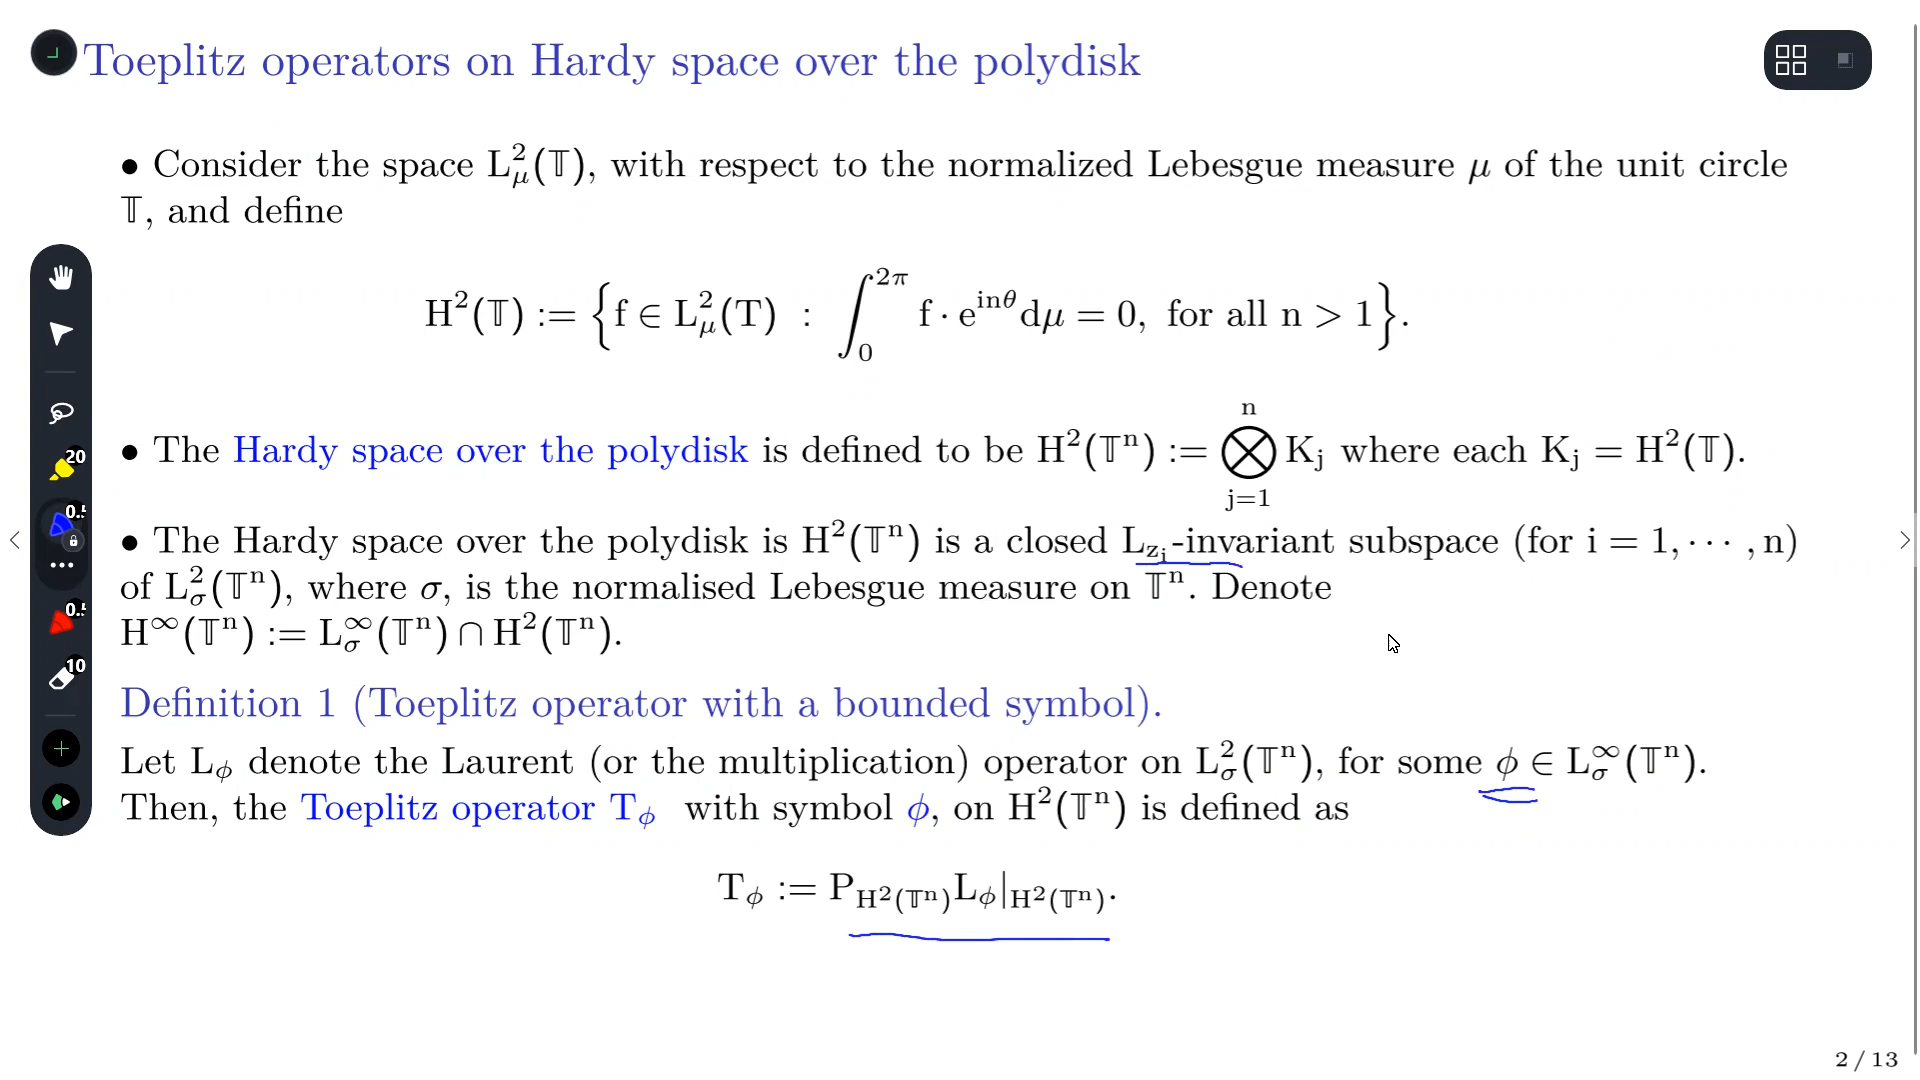 Toeplitz operators on Hardy space over the polydisk
• Consider the space L²_μ(𝕋), with respect to the normalized Lebesgue measure μ of the unit circle
𝕋, and define
H²(𝕋) := {f ∈ L²_μ(T) : ∫₀^{2π} f · e^{inθ}dμ = 0, for all n > 1}.
• The Hardy space over the polydisk is defined to be H²(𝕋ⁿ) := ⨂_{j=1}^{n} K_j where each K_j = H²(𝕋).
• The Hardy space over the polydisk is H²(𝕋ⁿ) is a closed L_{z_i}-invariant subspace (for i = 1, ⋯ , n)
of L²_σ(𝕋ⁿ), where σ, is the normalised Lebesgue measure on 𝕋ⁿ. Denote
H^∞(𝕋ⁿ) := L^∞_σ(𝕋ⁿ) ∩ H²(𝕋ⁿ).
Definition 1 (Toeplitz operator with a bounded symbol).
Let L_ϕ denote the Laurent (or the multiplication) operator on L²_σ(𝕋ⁿ), for some ϕ ∈ L^∞_σ(𝕋ⁿ).
Then, the Toeplitz operator T_ϕ with symbol ϕ, on H²(𝕋ⁿ) is defined as
T_ϕ := P_{H²(𝕋ⁿ)}L_ϕ|_{H²(𝕋ⁿ)}.
2 / 13
20
10